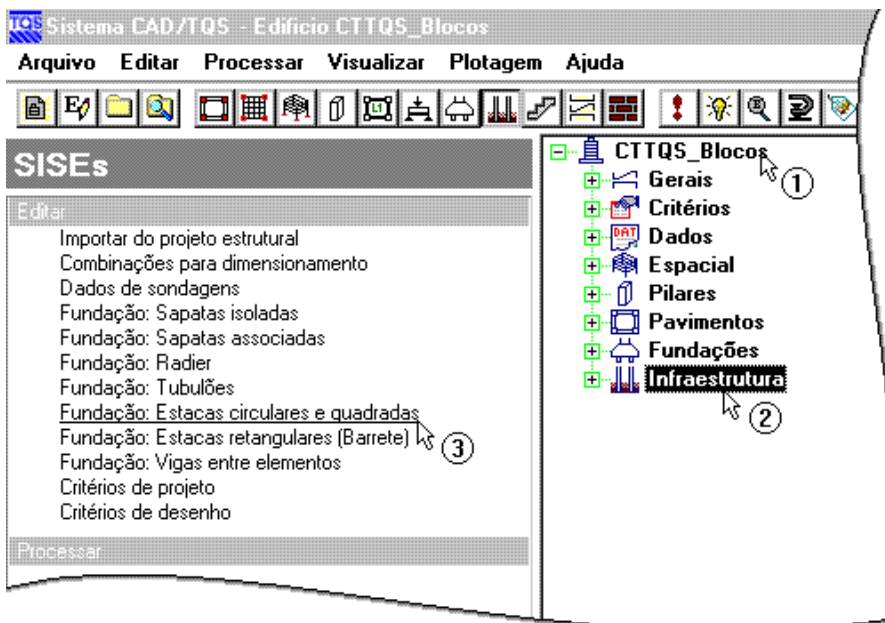 TQS Sistema CAD/TQS - Edificio CTTQS_Blocos
Arquivo Editar Processar Visualizar Plotagem Ajuda
SISEs
Editar
Importar do projeto estrutural
Combinações para dimensionamento
Dados de sondagens
Fundação: Sapatas isoladas
Fundação: Sapatas associadas
Fundação: Radier
Fundação: Tubulões
Fundação: Estacas circulares e quadradas
3
Fundação: Estacas retangulares (Barrete)
Fundação: Vigas entre elementos
Critérios de projeto
Critérios de desenho
Processar
CTTQS_Blocos
1
Gerais
Critérios
DAT Dados
Espacial
Pilares
Pavimentos
Fundações
Infraestrutura
2